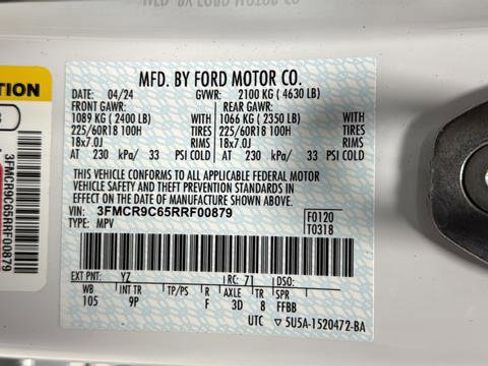 MFD. BY FORD MOTOR CO.
DATE: 04/24 GVWR: 2100 KG ( 4630 LB)
FRONT GAWR: REAR GAWR:
1089 KG ( 2400 LB) WITH 1066 KG ( 2350 LB) WITH
225/60R18 100H TIRES 225/60R18 100H TIRES
18x7.0J RIMS 18x7.0J RIMS
AT 230 kPa/ 33 PSI COLD AT 230 kPa/ 33 PSI COLD
THIS VEHICLE CONFORMS TO ALL APPLICABLE FEDERAL MOTOR
VEHICLE SAFETY AND THEFT PREVENTION STANDARDS IN
EFFECT ON THE DATE OF MANUFACTURE SHOWN ABOVE.
VIN: 3FMCR9C65RRF00879 F0120
TYPE: MPV T0318
EXT PNT: YZ RC: 71 DSO:
WB INT TR TP/PS R AXLE TR SPR
105 9P F 3D 8 FFBB
UTC 5U5A-1520472-BA
TION
3FMCR9C65RRF00879